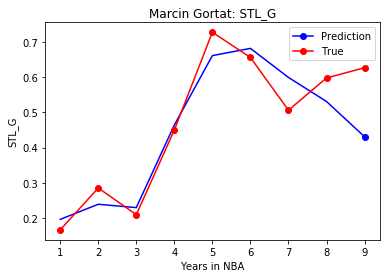 Marcin Gortat: STL_G
Prediction
True
STL_G
0.7
0.6
0.5
0.4
0.3
0.2
1 2 3 4 5 6 7 8 9
Years in NBA